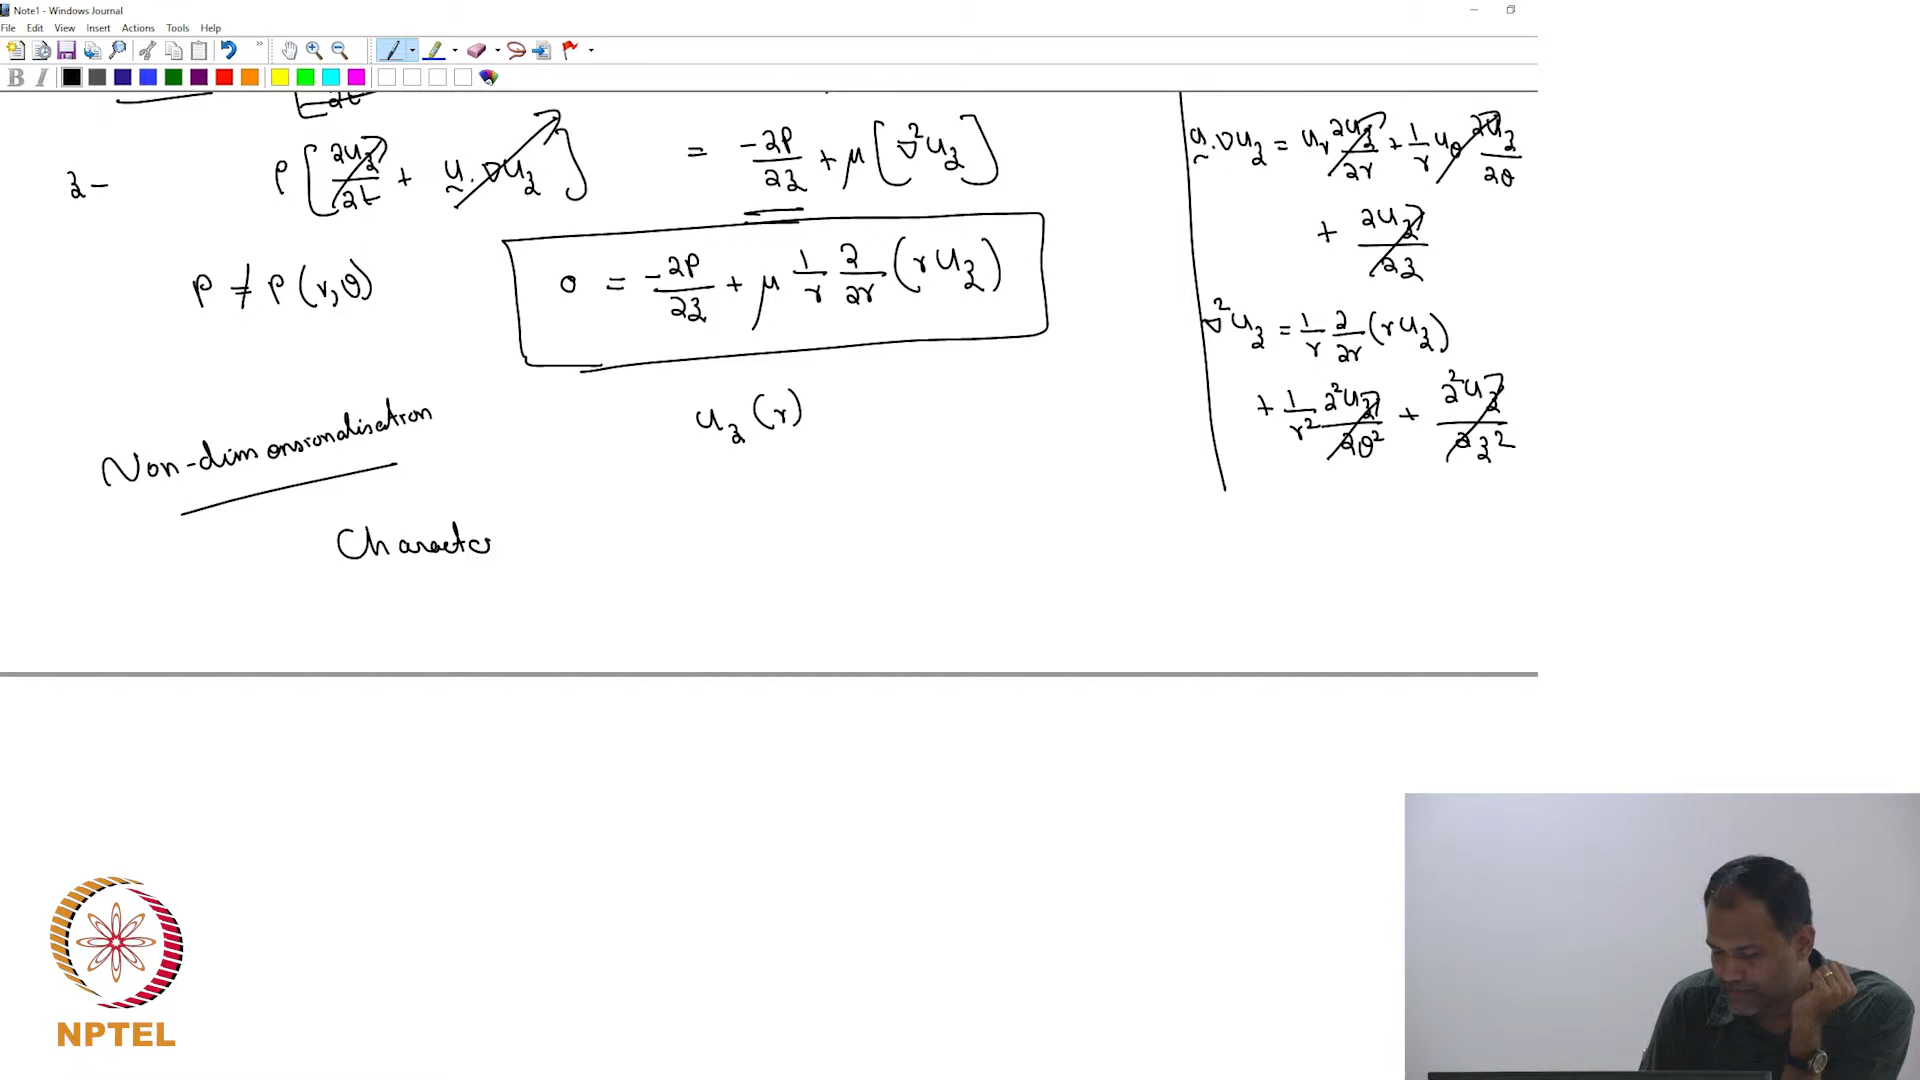 Note1 - Windows Journal
File Edit View Insert Actions Tools Help
B I
∂t
z - ρ[∂u_z/∂t + u.∇u_z] = -∂p/∂z + μ[∇²u_z]
p ≠ p(r,θ)
0 = -∂p/∂z + μ 1/r ∂/∂r (r u_z)
u_z(r)
Non-dimensionalisation
Character
u.∇u_z = u_r ∂u_z/∂r + 1/r u_θ ∂u_z/∂θ
+ ∂u_z/∂z
∇²u_z = 1/r ∂/∂r (r u_z)
+ 1/r² ∂²u_z/∂θ² + ∂²u_z/∂z²
NPTEL